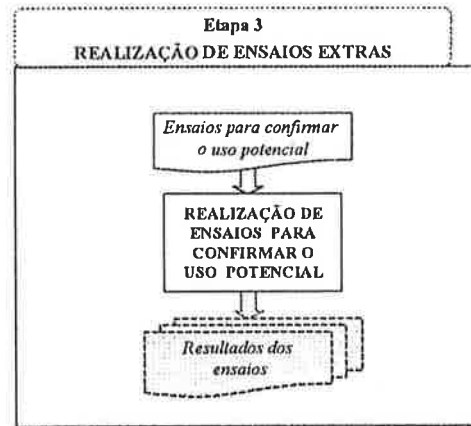 Etapa 3
REALIZAÇÃO DE ENSAIOS EXTRAS
Ensaios para confirmar
o uso potencial
REALIZAÇÃO DE
ENSAIOS PARA
CONFIRMAR O
USO POTENCIAL
Resultados dos
ensaios